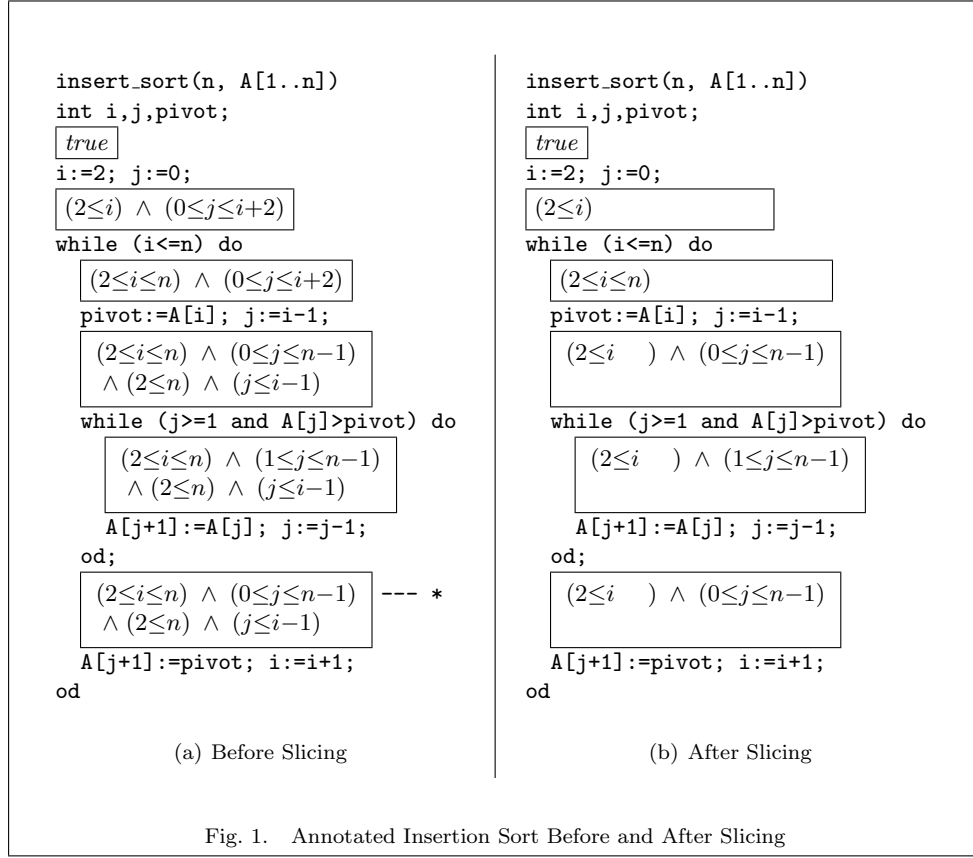 insert_sort(n, A[1..n])
int i,j,pivot;
true
i:=2; j:=0;
(2≤i) ∧ (0≤j≤i+2)
while (i<=n) do
(2≤i≤n) ∧ (0≤j≤i+2)
pivot:=A[i]; j:=i-1;
(2≤i≤n) ∧ (0≤j≤n−1)
∧ (2≤n) ∧ (j≤i−1)
while (j>=1 and A[j]>pivot) do
(2≤i≤n) ∧ (1≤j≤n−1)
∧ (2≤n) ∧ (j≤i−1)
A[j+1]:=A[j]; j:=j-1;
od;
(2≤i≤n) ∧ (0≤j≤n−1) --- *
∧ (2≤n) ∧ (j≤i−1)
A[j+1]:=pivot; i:=i+1;
od
(a) Before Slicing
insert_sort(n, A[1..n])
int i,j,pivot;
true
i:=2; j:=0;
(2≤i)
while (i<=n) do
(2≤i≤n)
pivot:=A[i]; j:=i-1;
(2≤i ) ∧ (0≤j≤n−1)
while (j>=1 and A[j]>pivot) do
(2≤i ) ∧ (1≤j≤n−1)
A[j+1]:=A[j]; j:=j-1;
od;
(2≤i ) ∧ (0≤j≤n−1)
A[j+1]:=pivot; i:=i+1;
od
(b) After Slicing
Fig. 1. Annotated Insertion Sort Before and After Slicing